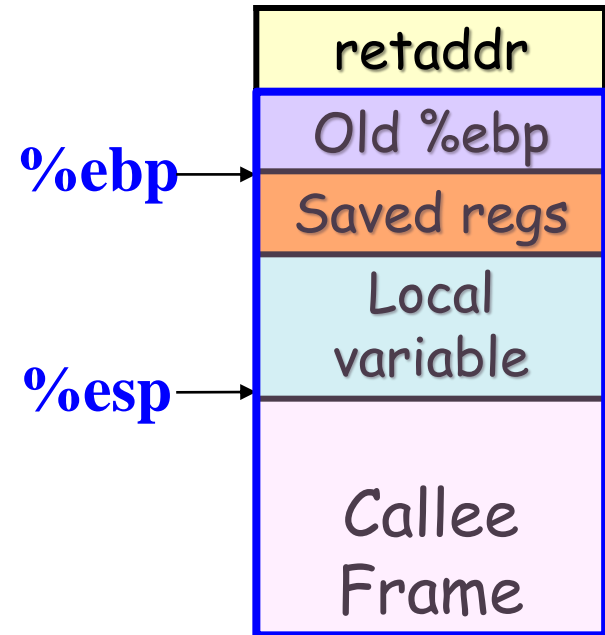 retaddr
Old %ebp
%ebp
Saved regs
Local
variable
%esp
Callee
Frame